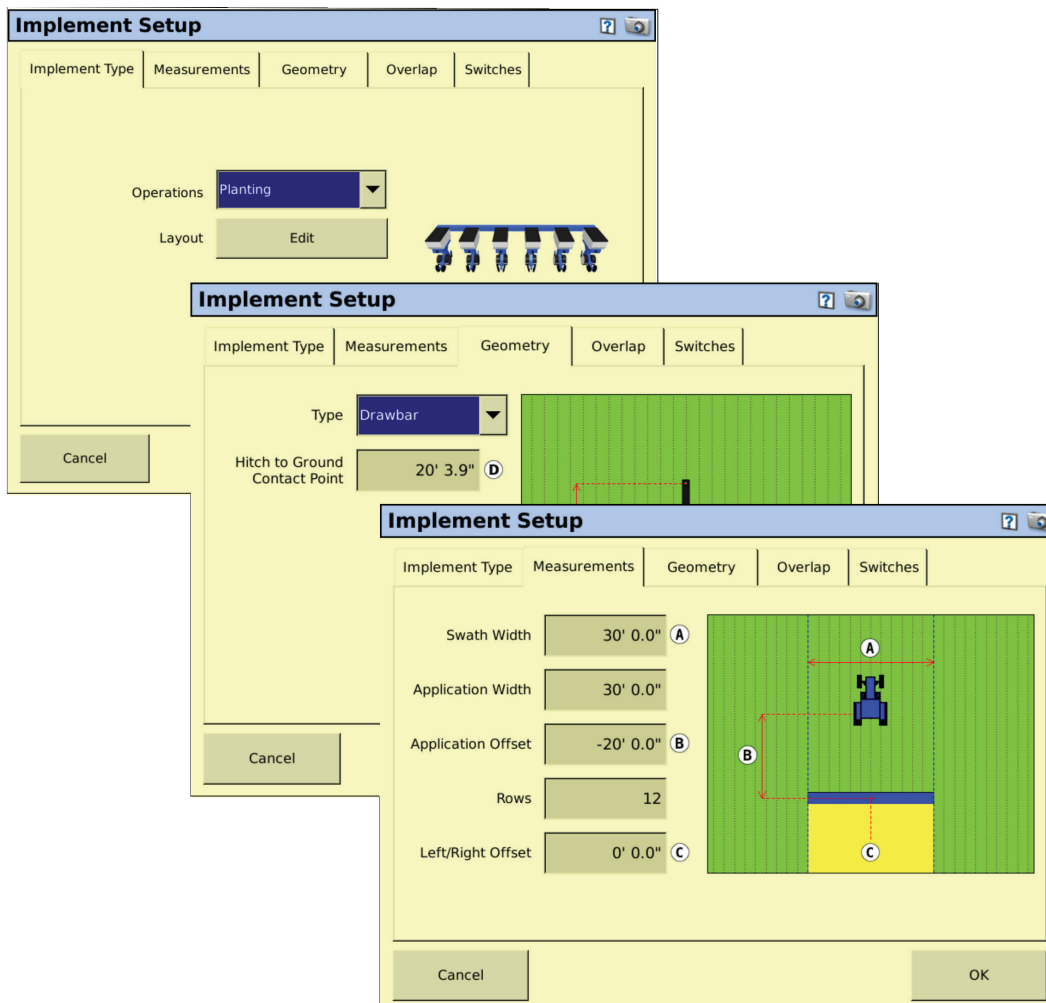 Implement Setup
Implement Type Measurements Geometry Overlap Switches
Operations Planting
Layout Edit
Cancel
Implement Setup
Implement Type Measurements Geometry Overlap Switches
Type Drawbar
Hitch to Ground
Contact Point 20' 3.9" D
Cancel
Implement Setup
Implement Type Measurements Geometry Overlap Switches
Swath Width 30' 0.0" A
Application Width 30' 0.0"
Application Offset -20' 0.0" B
Rows 12
Left/Right Offset 0' 0.0" C
A
B
C
Cancel OK